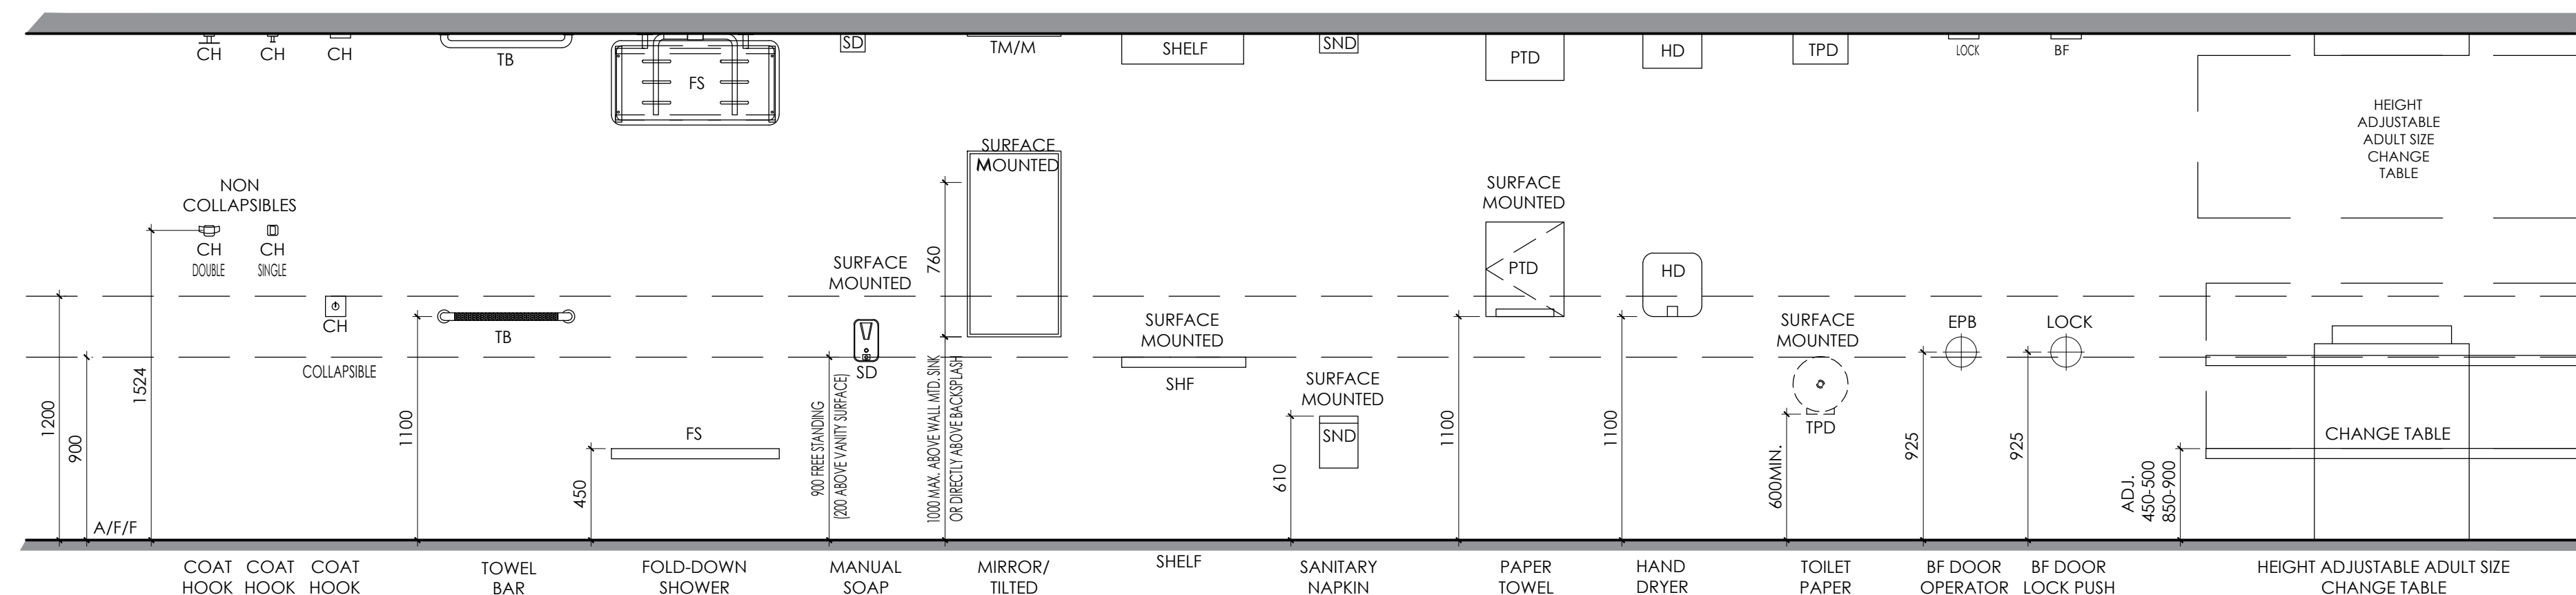 CH CH CH TB FS SD TM/M SHELF SND PTD HD TPD LOCK BF
HEIGHT
ADJUSTABLE
ADULT SIZE
CHANGE
TABLE
NON
COLLAPSIBLES
CH CH
DOUBLE SINGLE
CH
COLLAPSIBLE
1200
900
1524
A/F/F
TB
1100
FS
450
SURFACE
MOUNTED
SD
900 FREE STANDING
(200 ABOVE VANITY SURFACE)
SURFACE
MOUNTED
760
1000 MAX. ABOVE WALL MTD. SINK
OR DIRECTLY ABOVE BACKSPLASH
SURFACE
MOUNTED
SHF
SURFACE
MOUNTED
SND
610
SURFACE
MOUNTED
PTD
1100
HD
1100
SURFACE
MOUNTED
TPD
600MIN.
EPB
925
LOCK
925
CHANGE TABLE
ADJ.
450-500
850-900
COAT
HOOK
COAT
HOOK
COAT
HOOK
TOWEL
BAR
FOLD-DOWN
SHOWER
MANUAL
SOAP
MIRROR/
TILTED
SHELF
SANITARY
NAPKIN
PAPER
TOWEL
HAND
DRYER
TOILET
PAPER
BF DOOR
OPERATOR
BF DOOR
LOCK PUSH
HEIGHT ADJUSTABLE ADULT SIZE
CHANGE TABLE